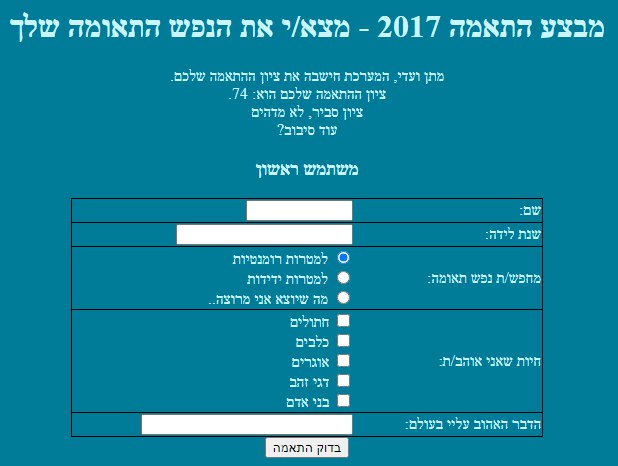 מבצע התאמה 2017 - מצא/י את הנפש התאומה שלך
מתן ועדי, המערכת חישבה את ציון ההתאמה שלכם.
ציון ההתאמה שלכם הוא: 74.
ציון סביר, לא מדהים
עוד סיבוב?
משתמש ראשון
שם:
שנת לידה:
מחפש/ת נפש תאומה:
למטרות רומנטיות
למטרות ידידות
מה שיוצא אני מרוצה..
חיות שאני אוהב/ת:
חתולים
כלבים
אוגרים
דגי זהב
בני אדם
הדבר האהוב עליי בעולם:
בדוק התאמה